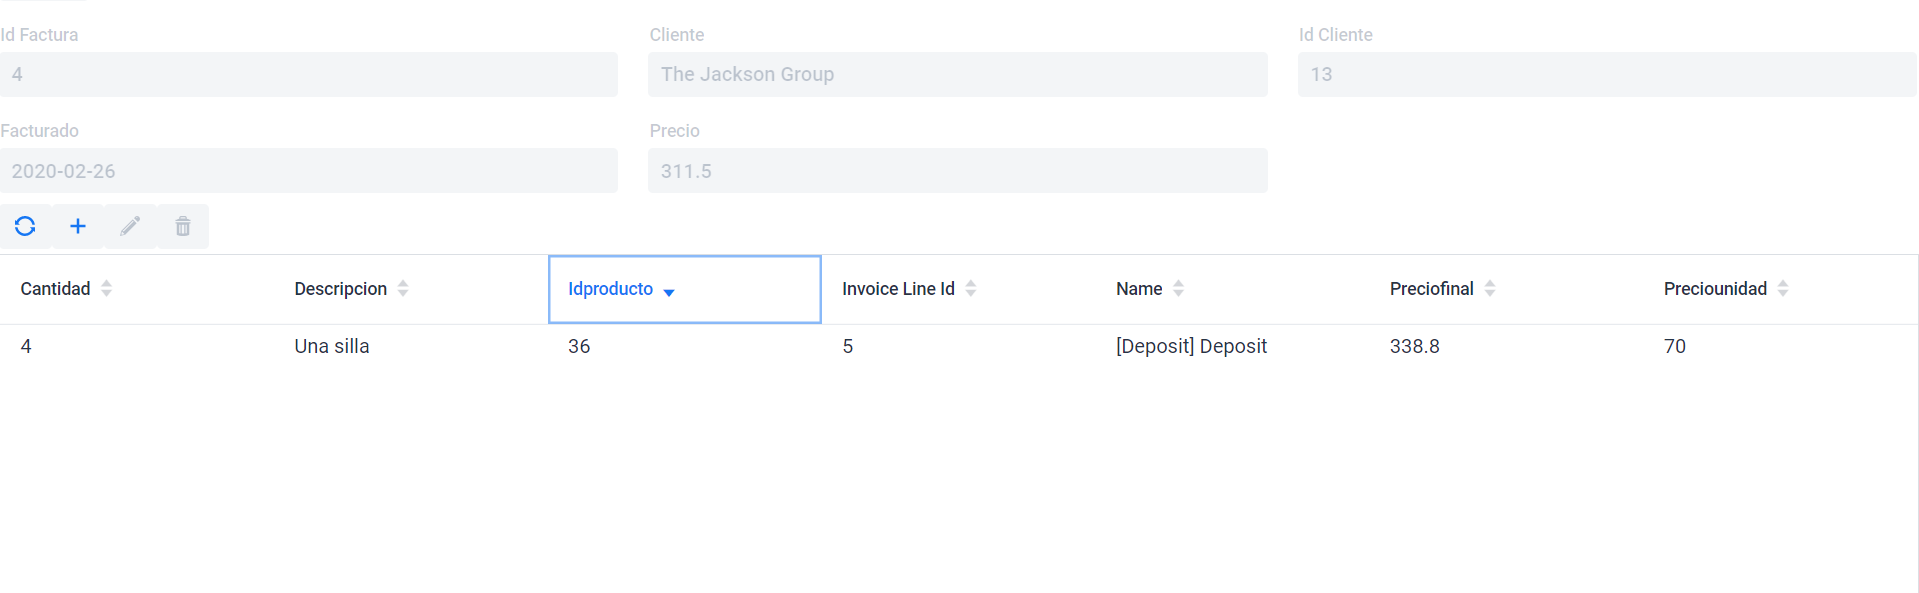 Id Factura Cliente Id Cliente
4 The Jackson Group 13
Facturado Precio
2020-02-26 311.5
Cantidad Descripcion Idproducto Invoice Line Id Name Preciofinal Preciounidad
4 Una silla 36 5 [Deposit] Deposit 338.8 70